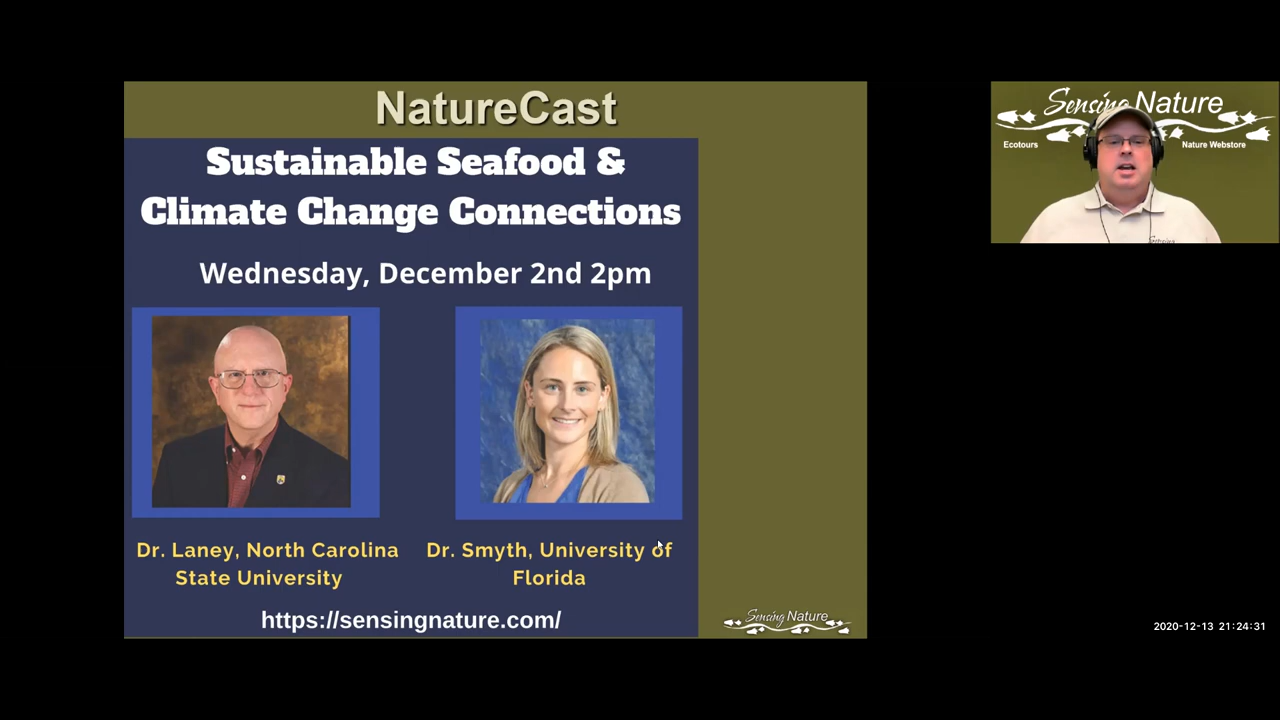 NatureCast
Sustainable Seafood &
Climate Change Connections
Wednesday, December 2nd 2pm
Dr. Laney, North Carolina
State University
Dr. Smyth, University of
Florida
https://sensingnature.com/
Sensing Nature
Sensing Nature
Ecotours
Nature Webstore
Sensing
2020-12-13 21:24:31